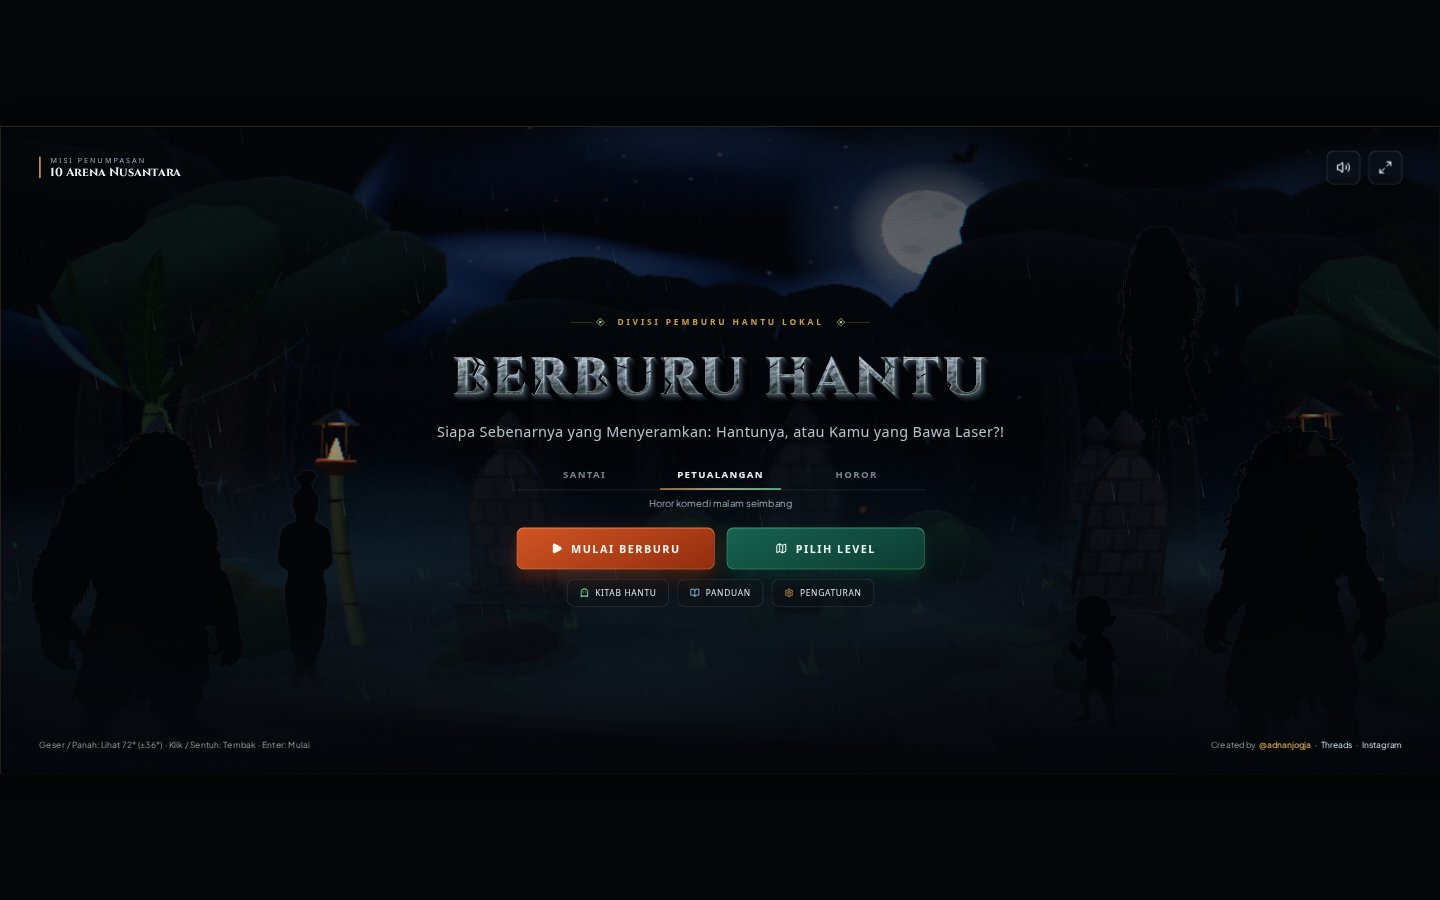 MISI PENUMPASAN
10 ARENA NUSANTARA
DIVISI PEMBURU HANTU LOKAL
BERBURU HANTU
Siapa Sebenarnya yang Menyeramkan: Hantunya, atau Kamu yang Bawa Laser?!
SANTAI PETUALANGAN HOROR
Horor komedi malam seimbang
MULAI BERBURU PILIH LEVEL
KITAB HANTU PANDUAN PENGATURAN
Geser / Panah: Lihat 72° (±36°) · Klik / Sentuh: Tembak · Enter: Mulai
Created by @adnanjogja · Threads · Instagram